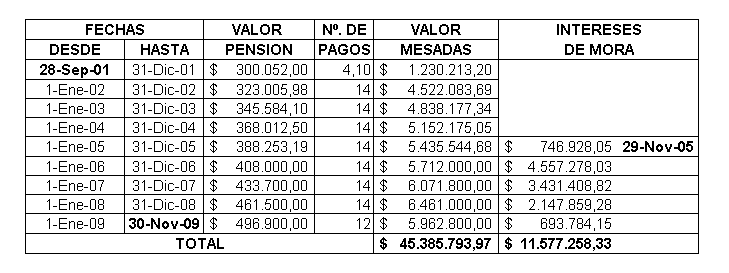 FECHAS VALOR Nº. DE VALOR INTERESES
DESDE HASTA PENSION PAGOS MESADAS DE MORA
28-Sep-01 31-Dic-01 $ 300.052,00 4,10 $ 1.230.213,20
1-Ene-02 31-Dic-02 $ 323.005,98 14 $ 4.522.083,69
1-Ene-03 31-Dic-03 $ 345.584,10 14 $ 4.838.177,34
1-Ene-04 31-Dic-04 $ 368.012,50 14 $ 5.152.175,05
1-Ene-05 31-Dic-05 $ 388.253,19 14 $ 5.435.544,68 $ 746.928,05 29-Nov-05
1-Ene-06 31-Dic-06 $ 408.000,00 14 $ 5.712.000,00 $ 4.557.278,03
1-Ene-07 31-Dic-07 $ 433.700,00 14 $ 6.071.800,00 $ 3.431.408,82
1-Ene-08 31-Dic-08 $ 461.500,00 14 $ 6.461.000,00 $ 2.147.859,28
1-Ene-09 30-Nov-09 $ 496.900,00 12 $ 5.962.800,00 $ 693.784,15
TOTAL $ 45.385.793,97 $ 11.577.258,33